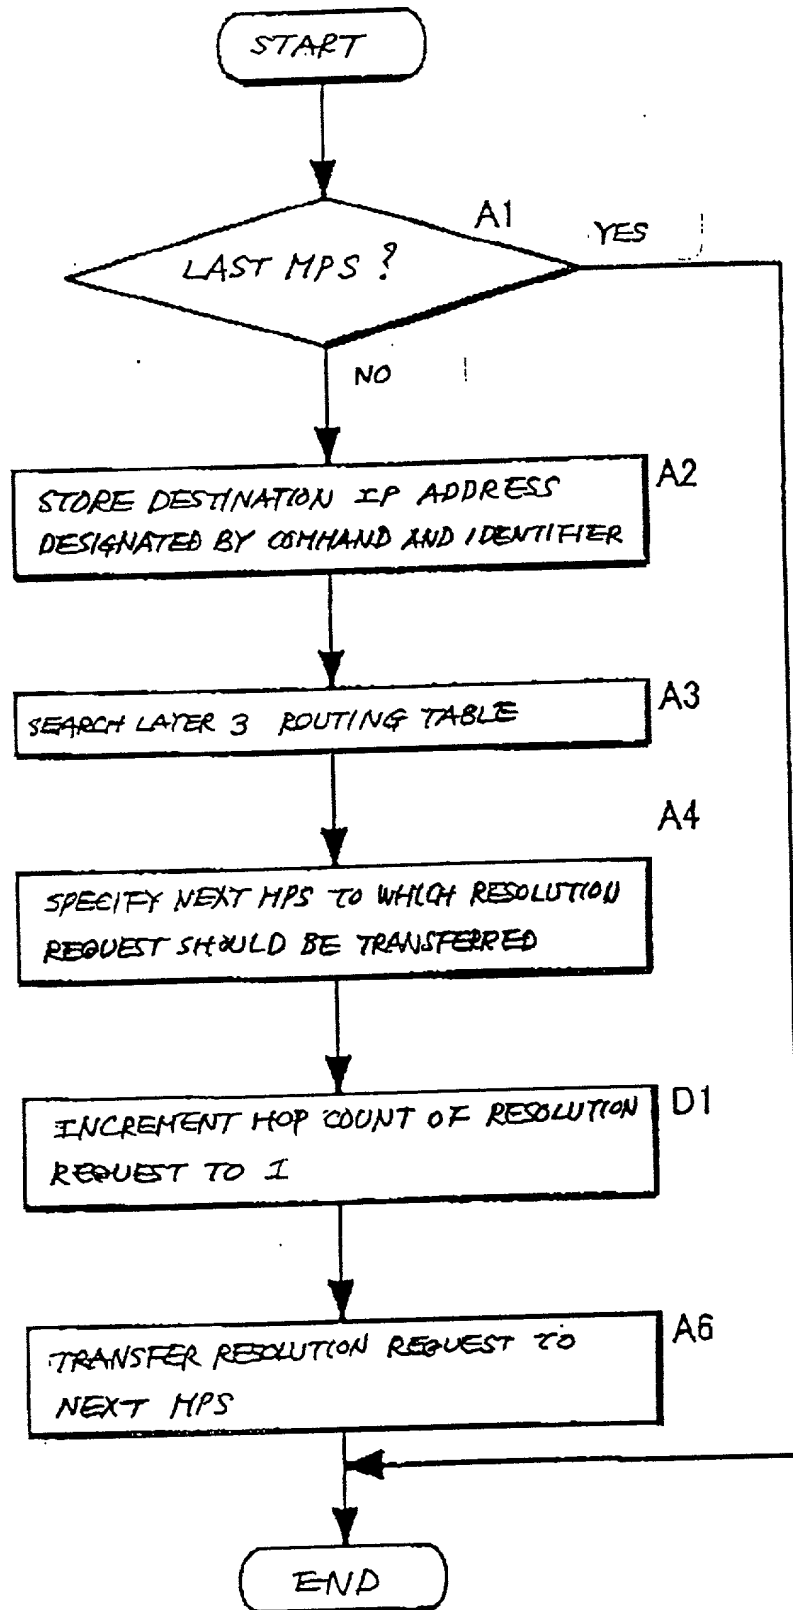 START
A1
YES
LAST MPS ?
NO
A2
STORE DESTINATION IP ADDRESS
DESIGNATED BY COMMAND AND IDENTIFIER
A3
SEARCH LAYER 3 ROUTING TABLE
A4
SPECIFY NEXT MPS TO WHICH RESOLUTION
REQUEST SHOULD BE TRANSFERRED
D1
INCREMENT HOP COUNT OF RESOLUTION
REQUEST TO 1
A6
TRANSFER RESOLUTION REQUEST TO
NEXT MPS
END